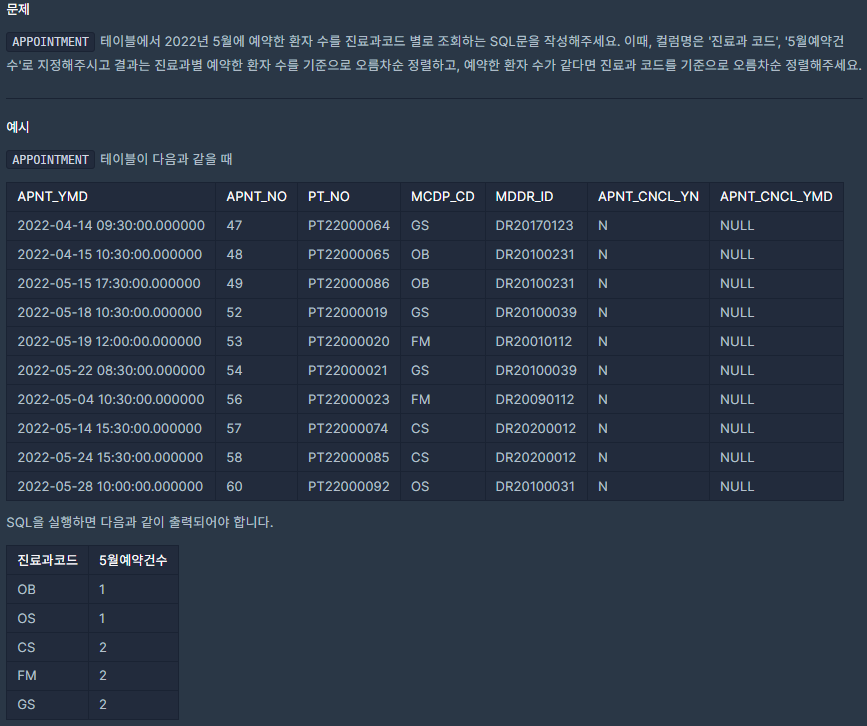 문제
APPOINTMENT 테이블에서 2022년 5월에 예약한 환자 수를 진료과코드 별로 조회하는 SQL문을 작성해주세요. 이때, 컬럼명은 '진료과 코드', '5월예약건
수'로 지정해주시고 결과는 진료과별 예약한 환자 수를 기준으로 오름차순 정렬하고, 예약한 환자 수가 같다면 진료과 코드를 기준으로 오름차순 정렬해주세요.
예시
APPOINTMENT 테이블이 다음과 같을 때
APNT_YMD APNT_NO PT_NO MCDP_CD MDDR_ID APNT_CNCL_YN APNT_CNCL_YMD
2022-04-14 09:30:00.000000 47 PT22000064 GS DR20170123 N NULL
2022-04-15 10:30:00.000000 48 PT22000065 OB DR20100231 N NULL
2022-05-15 17:30:00.000000 49 PT22000086 OB DR20100231 N NULL
2022-05-18 10:30:00.000000 52 PT22000019 GS DR20100039 N NULL
2022-05-19 12:00:00.000000 53 PT22000020 FM DR20010112 N NULL
2022-05-22 08:30:00.000000 54 PT22000021 GS DR20100039 N NULL
2022-05-04 10:30:00.000000 56 PT22000023 FM DR20090112 N NULL
2022-05-14 15:30:00.000000 57 PT22000074 CS DR20200012 N NULL
2022-05-24 15:30:00.000000 58 PT22000085 CS DR20200012 N NULL
2022-05-28 10:00:00.000000 60 PT22000092 OS DR20100031 N NULL
SQL을 실행하면 다음과 같이 출력되어야 합니다.
진료과코드 5월예약건수
OB 1
OS 1
CS 2
FM 2
GS 2